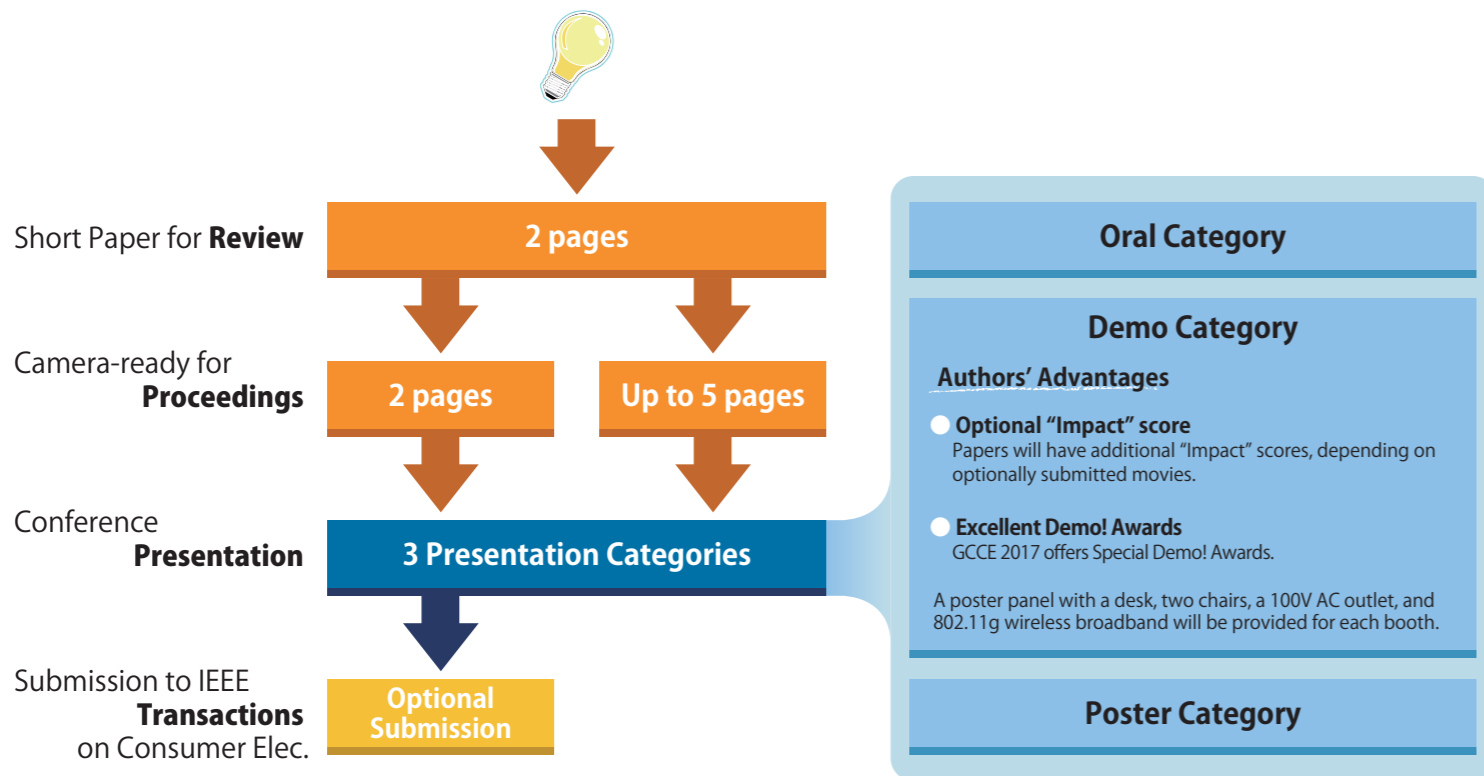 Short Paper for Review
2 pages
Camera-ready for
Proceedings
2 pages
Up to 5 pages
Conference
Presentation
3 Presentation Categories
Submission to IEEE
Transactions
on Consumer Elec.
Optional
Submission
Oral Category
Demo Category
Authors’ Advantages
Optional “Impact” score
Papers will have additional “Impact” scores, depending on
optionally submitted movies.
Excellent Demo! Awards
GCCE 2017 offers Special Demo! Awards.
A poster panel with a desk, two chairs, a 100V AC outlet, and
802.11g wireless broadband will be provided for each booth.
Poster Category